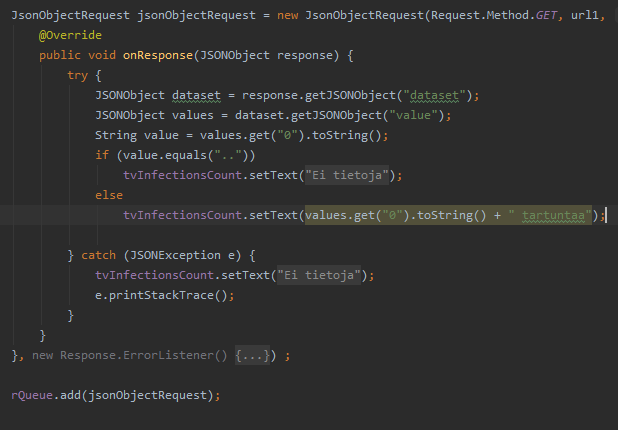 JsonObjectRequest jsonObjectRequest = new JsonObjectRequest(Request.Method.GET, url1,
@Override
public void onResponse(JSONObject response) {
try {
JSONObject dataset = response.getJSONObject("dataset");
JSONObject values = dataset.getJSONObject("value");
String value = values.get("0").toString();
if (value.equals(".."))
tvInfectionsCount.setText("Ei tietoja");
else
tvInfectionsCount.setText(values.get("0").toString() + " tartuntaa");
} catch (JSONException e) {
tvInfectionsCount.setText("Ei tietoja");
e.printStackTrace();
}
}
}, new Response.ErrorListener() {...}) ;
rQueue.add(jsonObjectRequest);